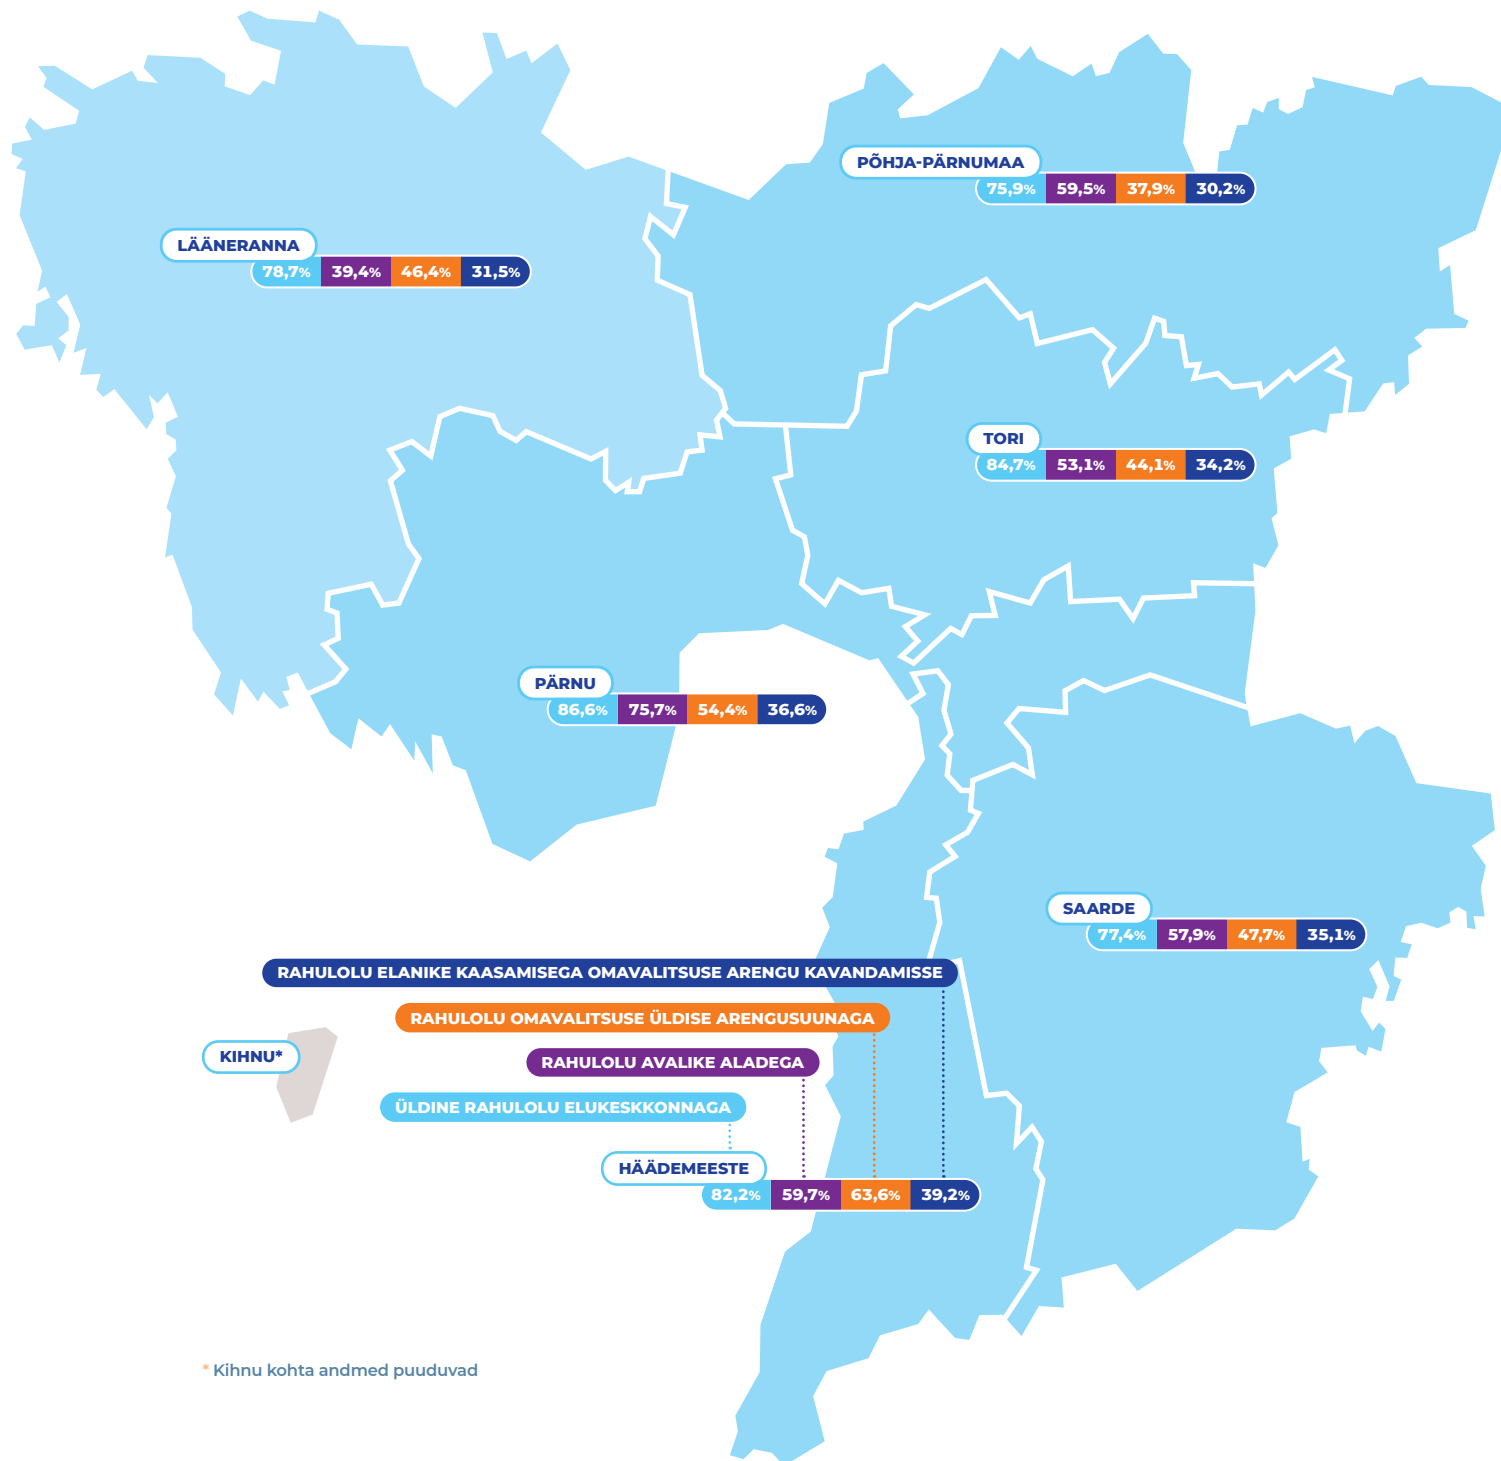 PÕHJA-PÄRNUMAA
75,9% 59,5% 37,9% 30,2%
LÄÄNERANNA
78,7% 39,4% 46,4% 31,5%
TORI
84,7% 53,1% 44,1% 34,2%
PÄRNU
86,6% 75,7% 54,4% 36,6%
SAARDE
77,4% 57,9% 47,7% 35,1%
RAHULOLU ELANIKE KAASAMISEGA OMAVALITSUSE ARENGU KAVANDAMISSE
RAHULOLU OMAVALITSUSE ÜLDISE ARENGUSUUNAGA
KIHNU*
RAHULOLU AVALIKE ALADEGA
ÜLDINE RAHULOLU ELUKESKKONNAGA
HÄÄDEMEESTE
82,2% 59,7% 63,6% 39,2%
* Kihnu kohta andmed puuduvad